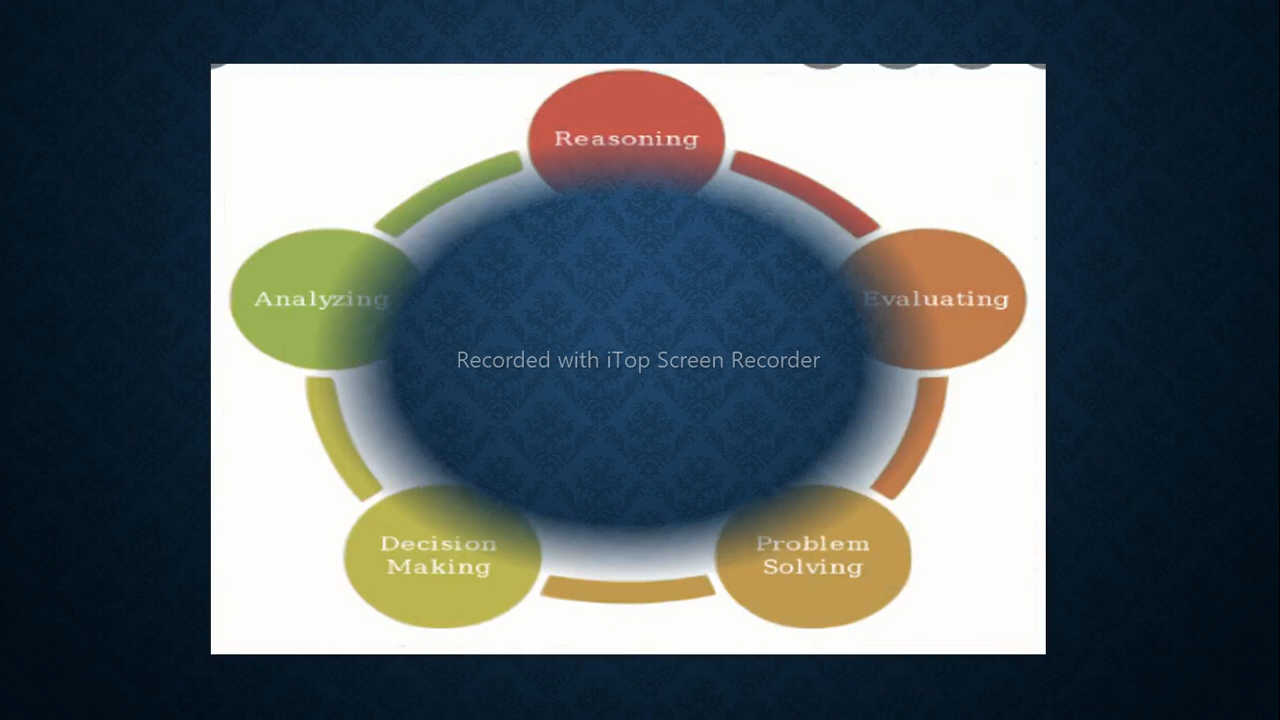 Reasoning
Analyzing
Evaluating
Recorded with iTop Screen Recorder
Decision
Making
Problem
Solving